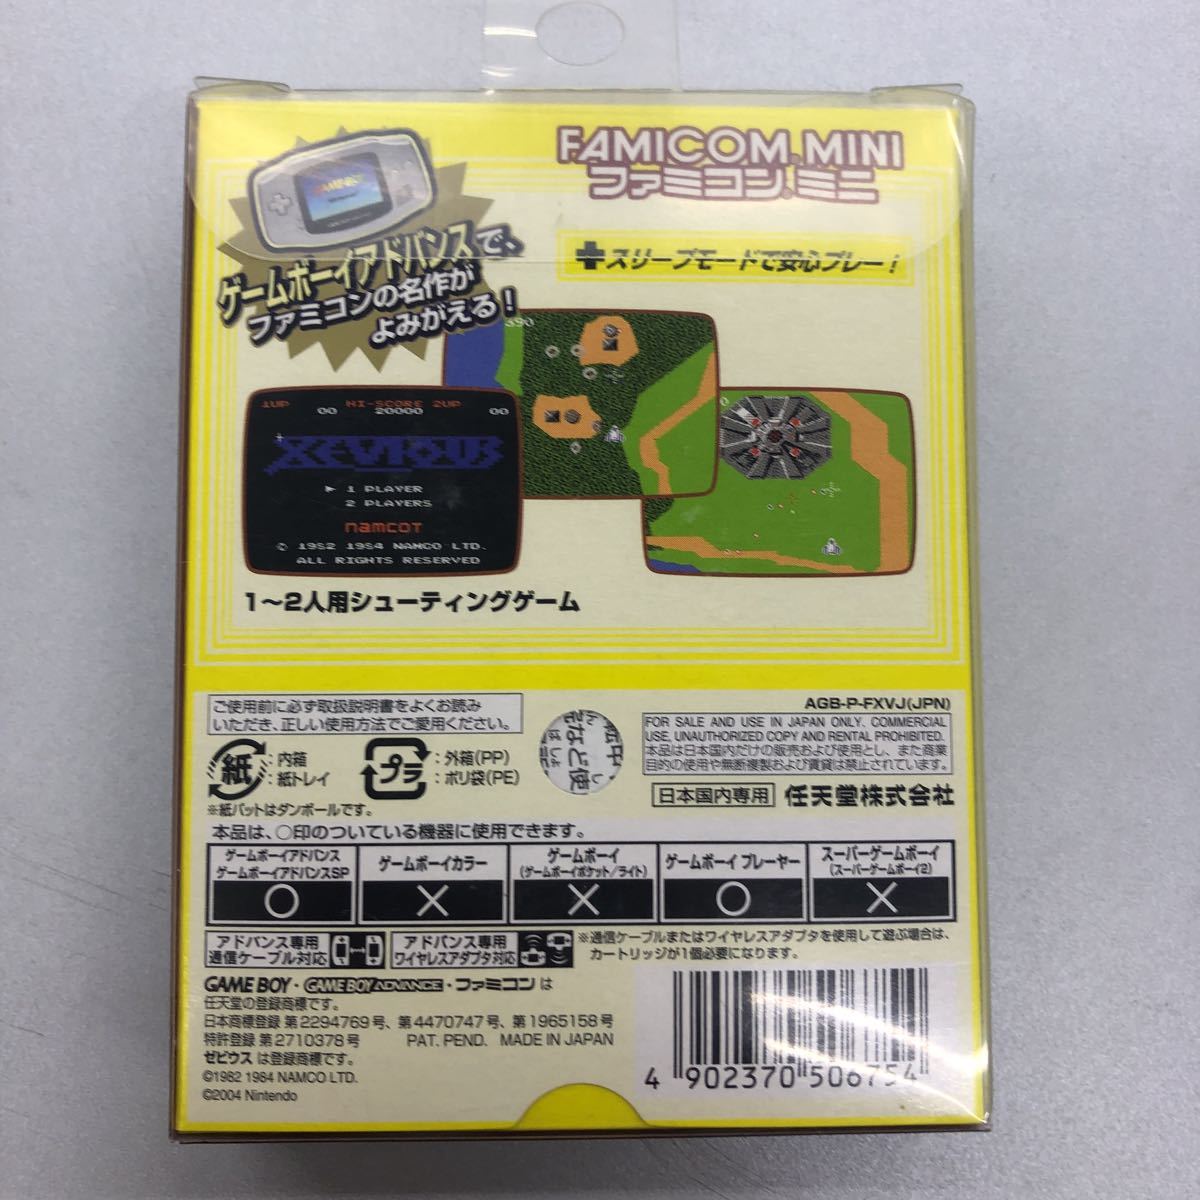 FAMICOM MINI
ファミコンミニ
ゲームボーイアドバンスで、
ファミコンの名作が
よみがえる!
スリープモードで安心プレー!
390
1UP HI-SCORE 2UP
00 20000 00
XEVIOUS
1 PLAYER
2 PLAYERS
namcot
© 1982 1984 NAMCO LTD.
ALL RIGHTS RESERVED
0
1〜2人用シューティングゲーム
ご使用前に必ず取扱説明書をよくお読み
いただき、正しい使用方法でご愛用ください。
紙
:内箱
:紙トレイ
プラ
:外箱(PP)
:ポリ袋(PE)
※紙パットはダンボールです。
AGB-P-FXVJ(JPN)
FOR SALE AND USE IN JAPAN ONLY. COMMERCIAL
USE, UNAUTHORIZED COPY AND RENTAL PROHIBITED.
本品は日本国内だけの販売および使用とし、また商業
目的の使用や無断複製および賃貸は禁止されています。
日本国内専用
任天堂株式会社
本品は、○印のついている機器に使用できます。
ゲームボーイアドバンス
ゲームボーイアドバンスSP
ゲームボーイカラー
ゲームボーイ
(ゲームボーイポケット/ライト)
ゲームボーイ プレーヤー
スーパーゲームボーイ
(スーパーゲームボーイ2)
○ × × ○ ×
アドバンス専用
通信ケーブル対応
アドバンス専用
ワイヤレスアダプタ対応
※通信ケーブルまたはワイヤレスアダプタを使用して遊ぶ場合は、
カートリッジが1個必要になります。
GAME BOY・GAME BOY ADVANCE・ファミコン は
任天堂の登録商標です。
日本商標登録 第2294769号、第4470747号、第1965158号
特許登録 第2710378号 PAT. PEND. MADE IN JAPAN
ゼビウス は登録商標です。
©1982 1984 NAMCO LTD.
©2004 Nintendo
4 902370 506754